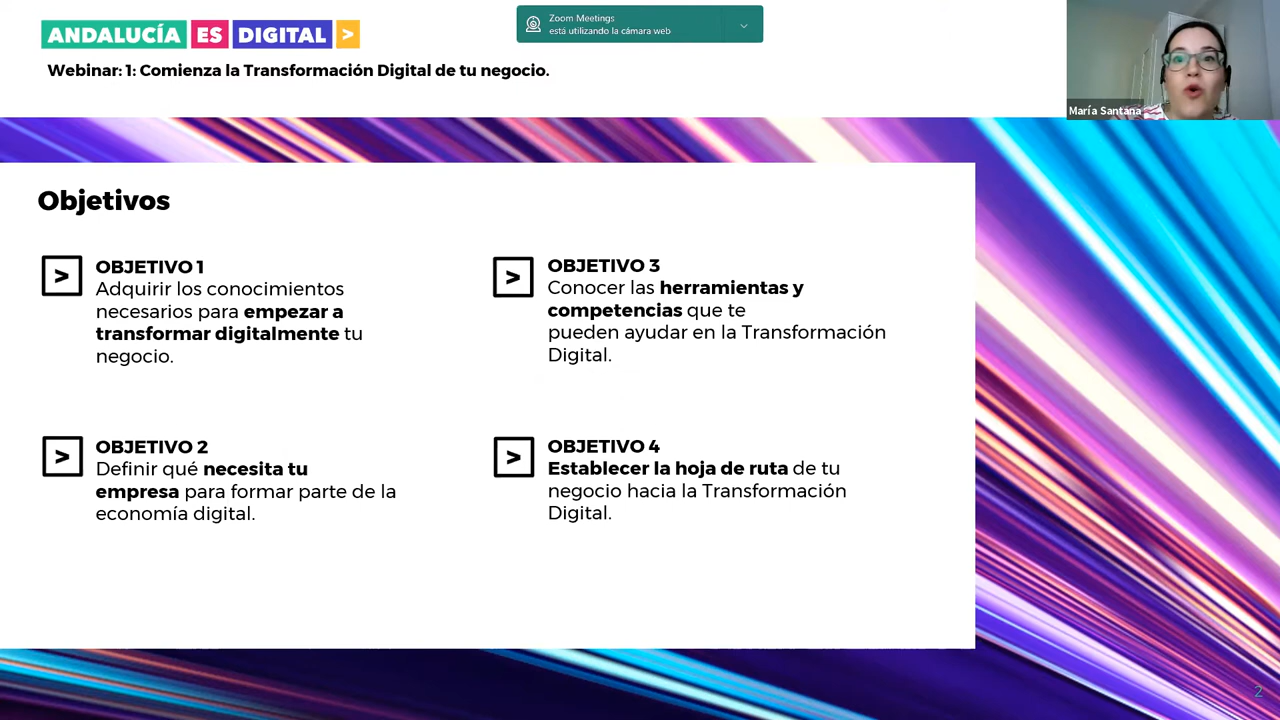 ANDALUCÍA ES DIGITAL >
Zoom Meetings
está utilizando la cámara web
Webinar: 1: Comienza la Transformación Digital de tu negocio.
María Santana
Objetivos
> OBJETIVO 1
Adquirir los conocimientos
necesarios para empezar a
transformar digitalmente tu
negocio.
> OBJETIVO 2
Definir qué necesita tu
empresa para formar parte de la
economía digital.
> OBJETIVO 3
Conocer las herramientas y
competencias que te
pueden ayudar en la Transformación
Digital.
> OBJETIVO 4
Establecer la hoja de ruta de tu
negocio hacia la Transformación
Digital.
2